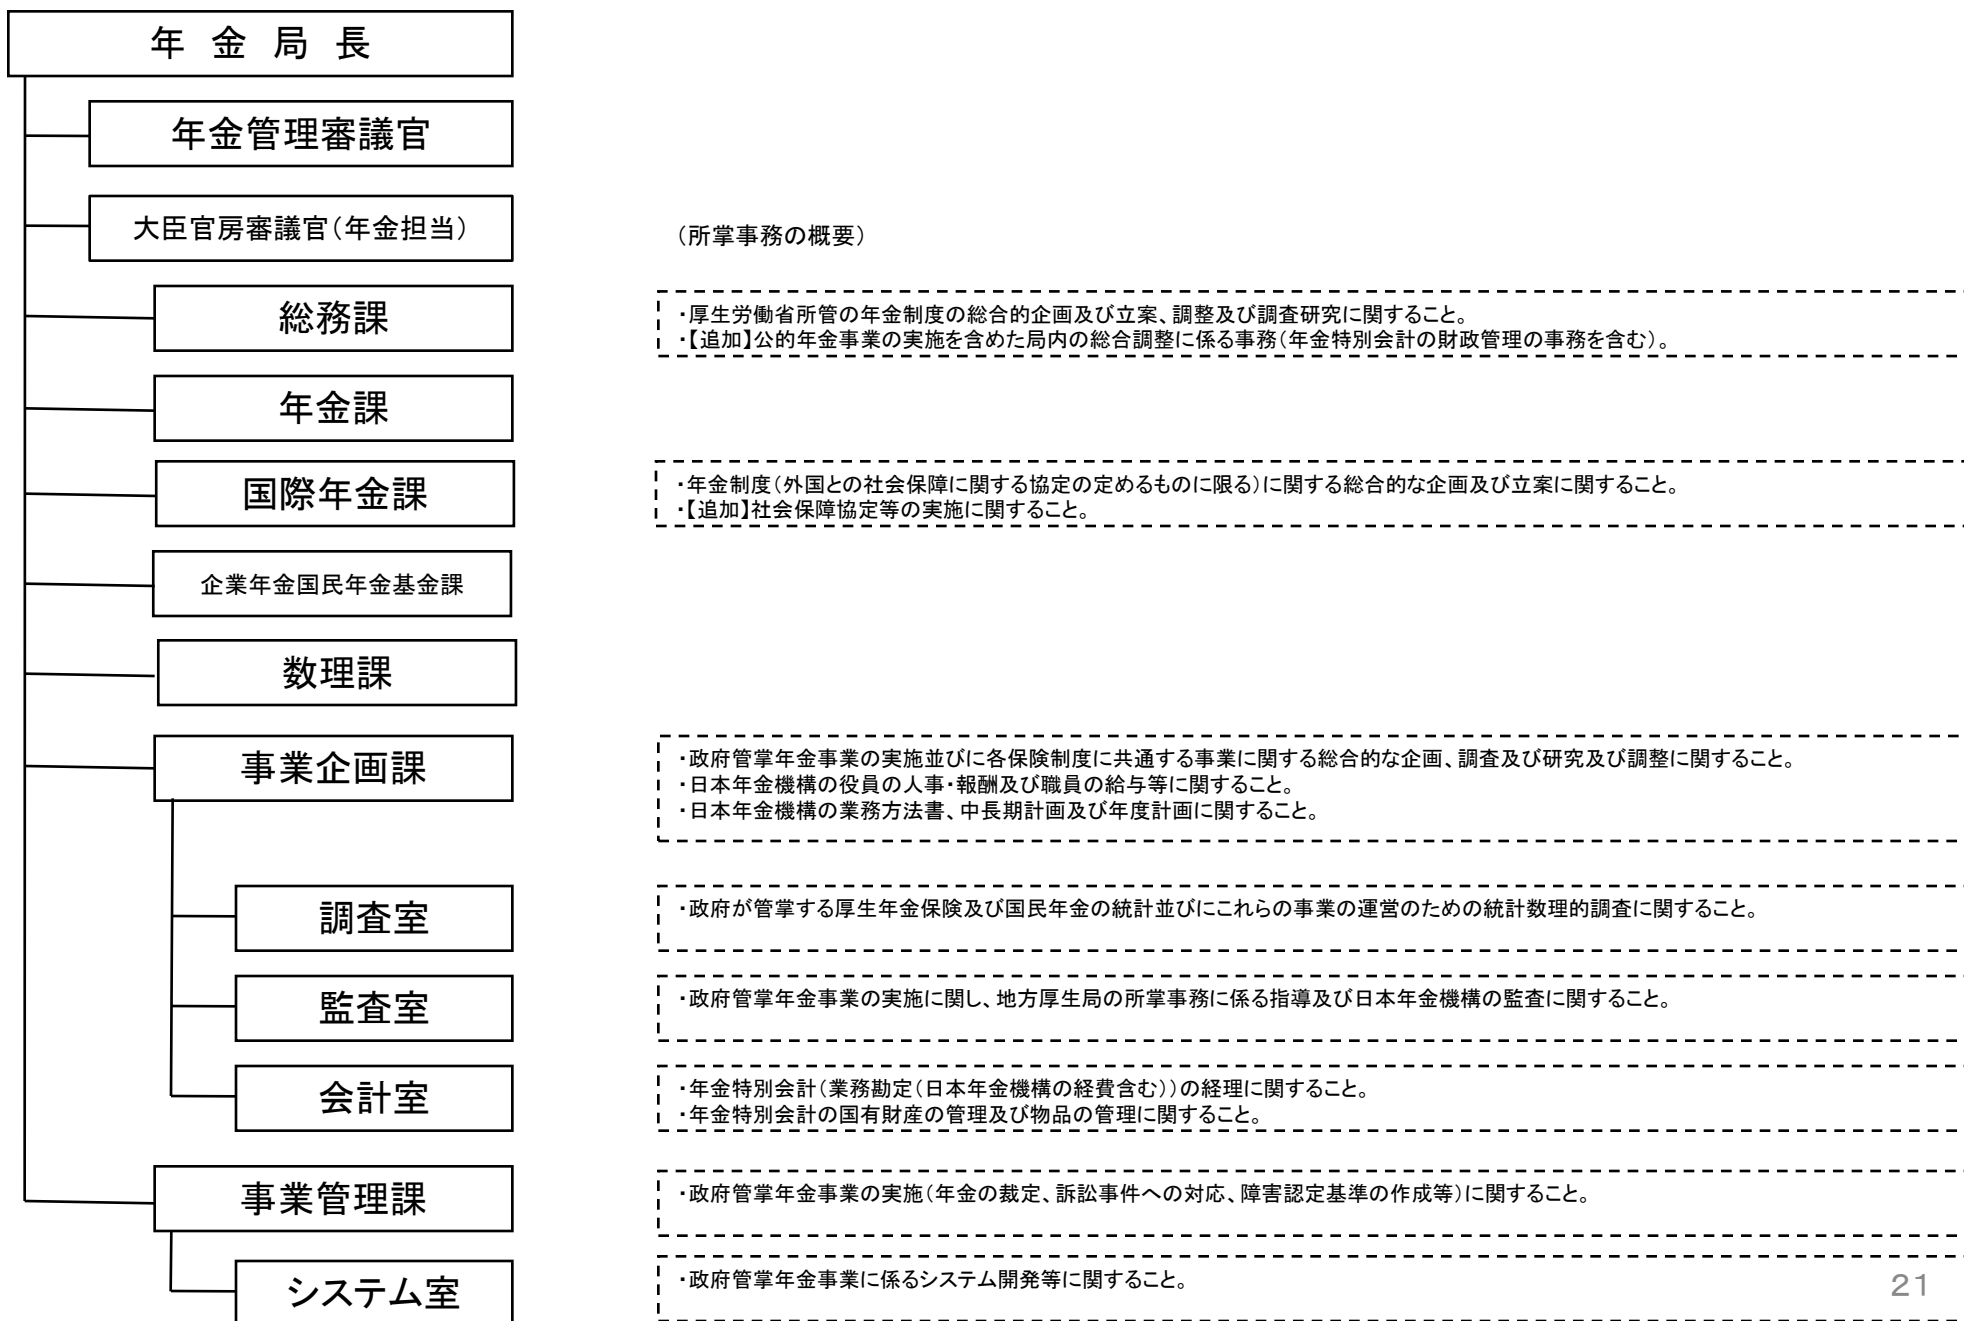 年 金 局 長
年金管理審議官
大臣官房審議官(年金担当)
(所掌事務の概要)
総務課
・厚生労働省所管の年金制度の総合的企画及び立案、調整及び調査研究に関すること。
・【追加】公的年金事業の実施を含めた局内の総合調整に係る事務(年金特別会計の財政管理の事務を含む)。
年金課
国際年金課
・年金制度(外国との社会保障に関する協定の定めるものに限る)に関する総合的な企画及び立案に関すること。
・【追加】社会保障協定等の実施に関すること。
企業年金国民年金基金課
数理課
事業企画課
・政府管掌年金事業の実施並びに各保険制度に共通する事業に関する総合的な企画、調査及び研究及び調整に関すること。
・日本年金機構の役員の人事・報酬及び職員の給与等に関すること。
・日本年金機構の業務方法書、中長期計画及び年度計画に関すること。
調査室
・政府が管掌する厚生年金保険及び国民年金の統計並びにこれらの事業の運営のための統計数理的調査に関すること。
監査室
・政府管掌年金事業の実施に関し、地方厚生局の所掌事務に係る指導及び日本年金機構の監査に関すること。
会計室
・年金特別会計(業務勘定(日本年金機構の経費含む))の経理に関すること。
・年金特別会計の国有財産の管理及び物品の管理に関すること。
事業管理課
・政府管掌年金事業の実施(年金の裁定、訴訟事件への対応、障害認定基準の作成等)に関すること。
システム室
・政府管掌年金事業に係るシステム開発等に関すること。
21